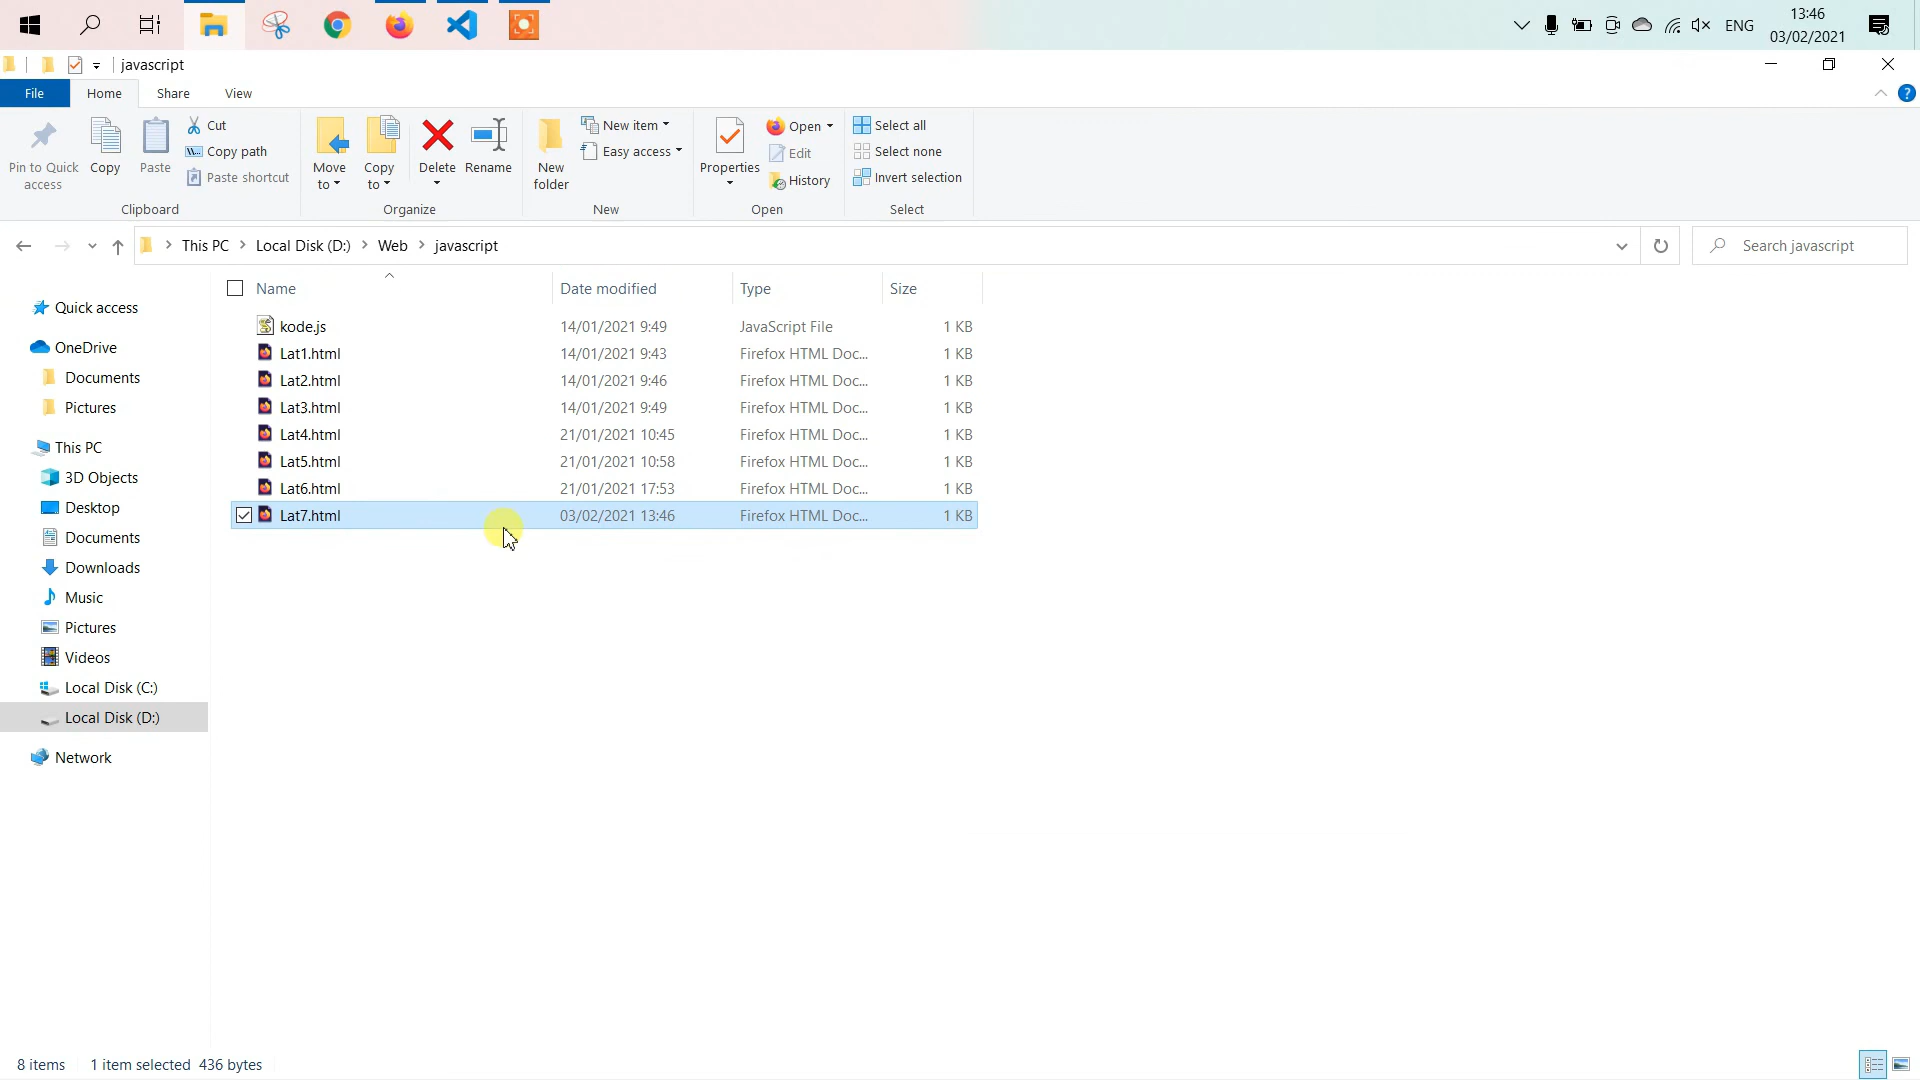 13:46
ENG
03/02/2021
javascript
File Home Share View
Pin to Quick access
Copy
Paste
Cut
Copy path
Paste shortcut
Clipboard
Move to
Copy to
Delete
Rename
Organize
New folder
New item
Easy access
New
Properties
Open
Edit
History
Open
Select all
Select none
Invert selection
Select
This PC > Local Disk (D:) > Web > javascript
Search javascript
Quick access
OneDrive
Documents
Pictures
This PC
3D Objects
Desktop
Documents
Downloads
Music
Pictures
Videos
Local Disk (C:)
Local Disk (D:)
Network
Name Date modified Type Size
kode.js 14/01/2021 9:49 JavaScript File 1 KB
Lat1.html 14/01/2021 9:43 Firefox HTML Doc... 1 KB
Lat2.html 14/01/2021 9:46 Firefox HTML Doc... 1 KB
Lat3.html 14/01/2021 9:49 Firefox HTML Doc... 1 KB
Lat4.html 21/01/2021 10:45 Firefox HTML Doc... 1 KB
Lat5.html 21/01/2021 10:58 Firefox HTML Doc... 1 KB
Lat6.html 21/01/2021 17:53 Firefox HTML Doc... 1 KB
Lat7.html 03/02/2021 13:46 Firefox HTML Doc... 1 KB
8 items 1 item selected 436 bytes